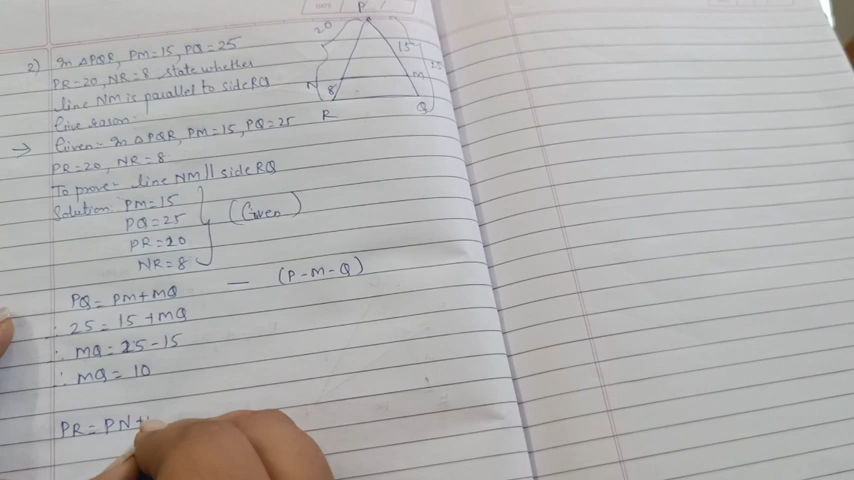 DATE
2) In △PQR, PM=15, PQ=25
PR=20, NR=8, state whether
line NM is parallel to side RQ
Give reason.
→ Given- In △PQR, PM=15, PQ=25
PR=20, NR=8
To prove- line NM || side RQ
Solution: PM=15
PQ=25
PR=20
NR=8
(Given)
PQ = PM+MQ — (P-M-Q)
∴ 25 = 15 + MQ
∴ MQ = 25-15
∴ MQ = 10
PR = PN+
P
20
15
25
N
M
8
R
Q